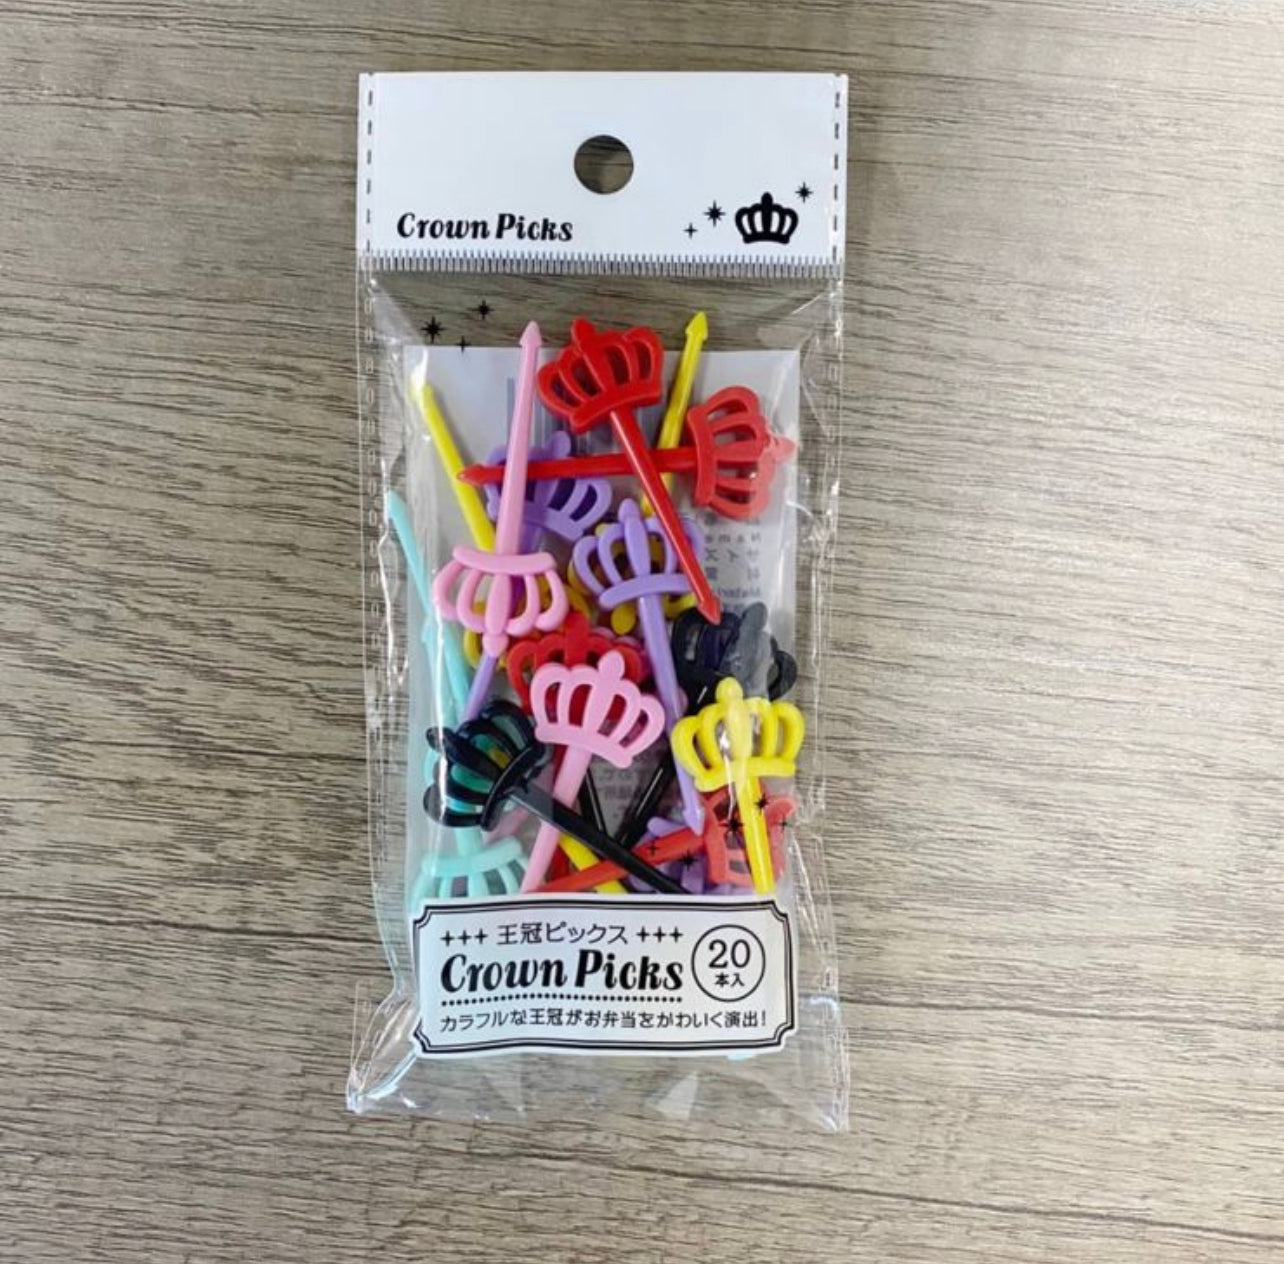 Crown Picks
+++ 王冠ピックス +++
Crown Picks
20
本入
カラフルな王冠がお弁当をかわいく演出!